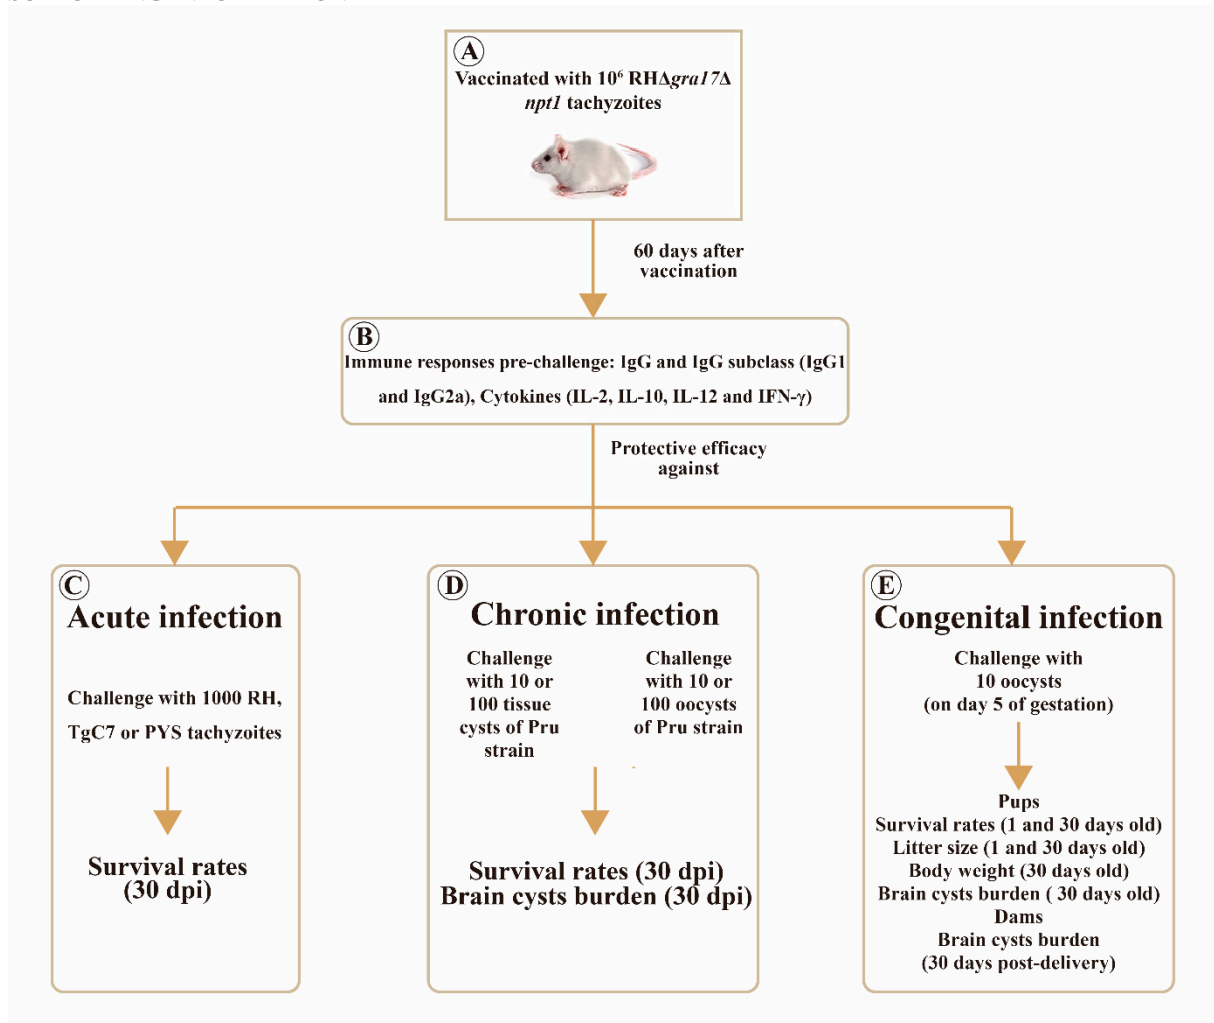 A
Vaccinated with 10⁶ RHΔgra17Δ
npt1 tachyzoites
60 days after
vaccination
B
Immune responses pre-challenge: IgG and IgG subclass (IgG1
and IgG2a), Cytokines (IL-2, IL-10, IL-12 and IFN-γ)
Protective efficacy
against
C
Acute infection
Challenge with 1000 RH,
TgC7 or PYS tachyzoites
Survival rates
(30 dpi)
D
Chronic infection
Challenge
with 10 or
100 tissue
cysts of Pru
strain
Challenge
with 10 or
100 oocysts
of Pru strain
Survival rates (30 dpi)
Brain cysts burden (30 dpi)
E
Congenital infection
Challenge with
10 oocysts
(on day 5 of gestation)
Pups
Survival rates (1 and 30 days old)
Litter size (1 and 30 days old)
Body weight (30 days old)
Brain cysts burden ( 30 days old)
Dams
Brain cysts burden
(30 days post-delivery)